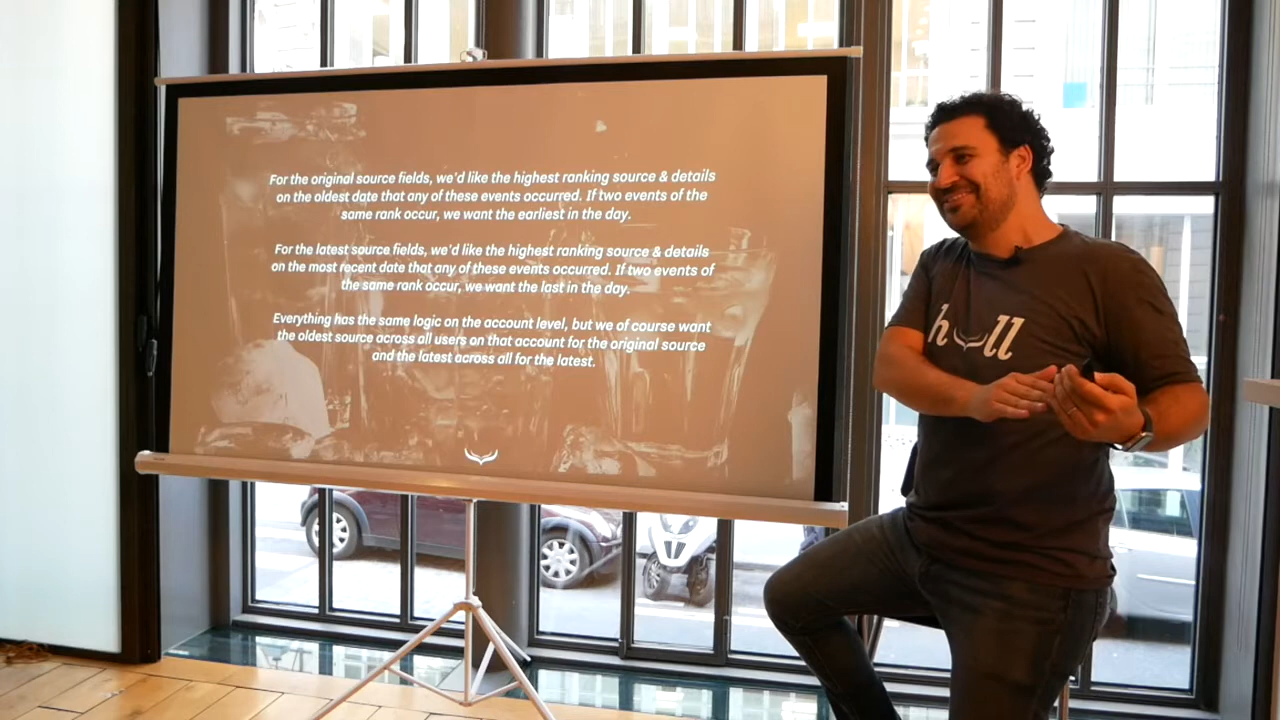 For the original source fields, we'd like the highest ranking source & details
on the oldest date that any of these events occurred. If two events of the
same rank occur, we want the earliest in the day.
For the latest source fields, we'd like the highest ranking source & details
on the most recent date that any of these events occurred. If two events of
the same rank occur, we want the last in the day.
Everything has the same logic on the account level, but we of course want
the oldest source across all users on that account for the original source
and the latest across all for the latest.
hull